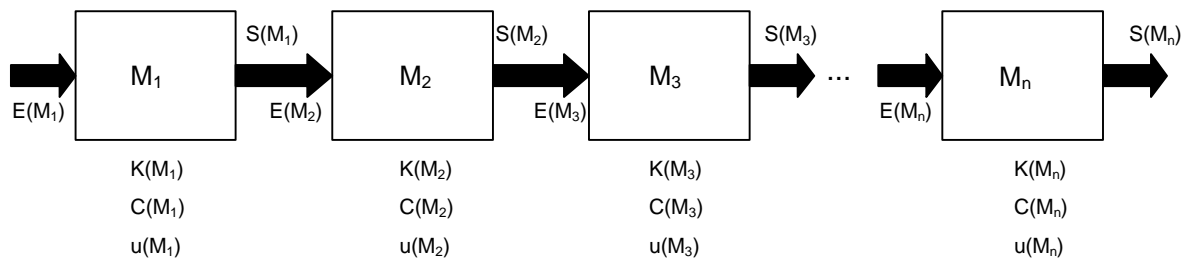 S(M₁) S(M₂) S(M₃) S(Mₙ)
M₁ M₂ M₃ ... Mₙ
E(M₁) E(M₂) E(M₃) E(Mₙ)
K(M₁) K(M₂) K(M₃) K(Mₙ)
C(M₁) C(M₂) C(M₃) C(Mₙ)
u(M₁) u(M₂) u(M₃) u(Mₙ)